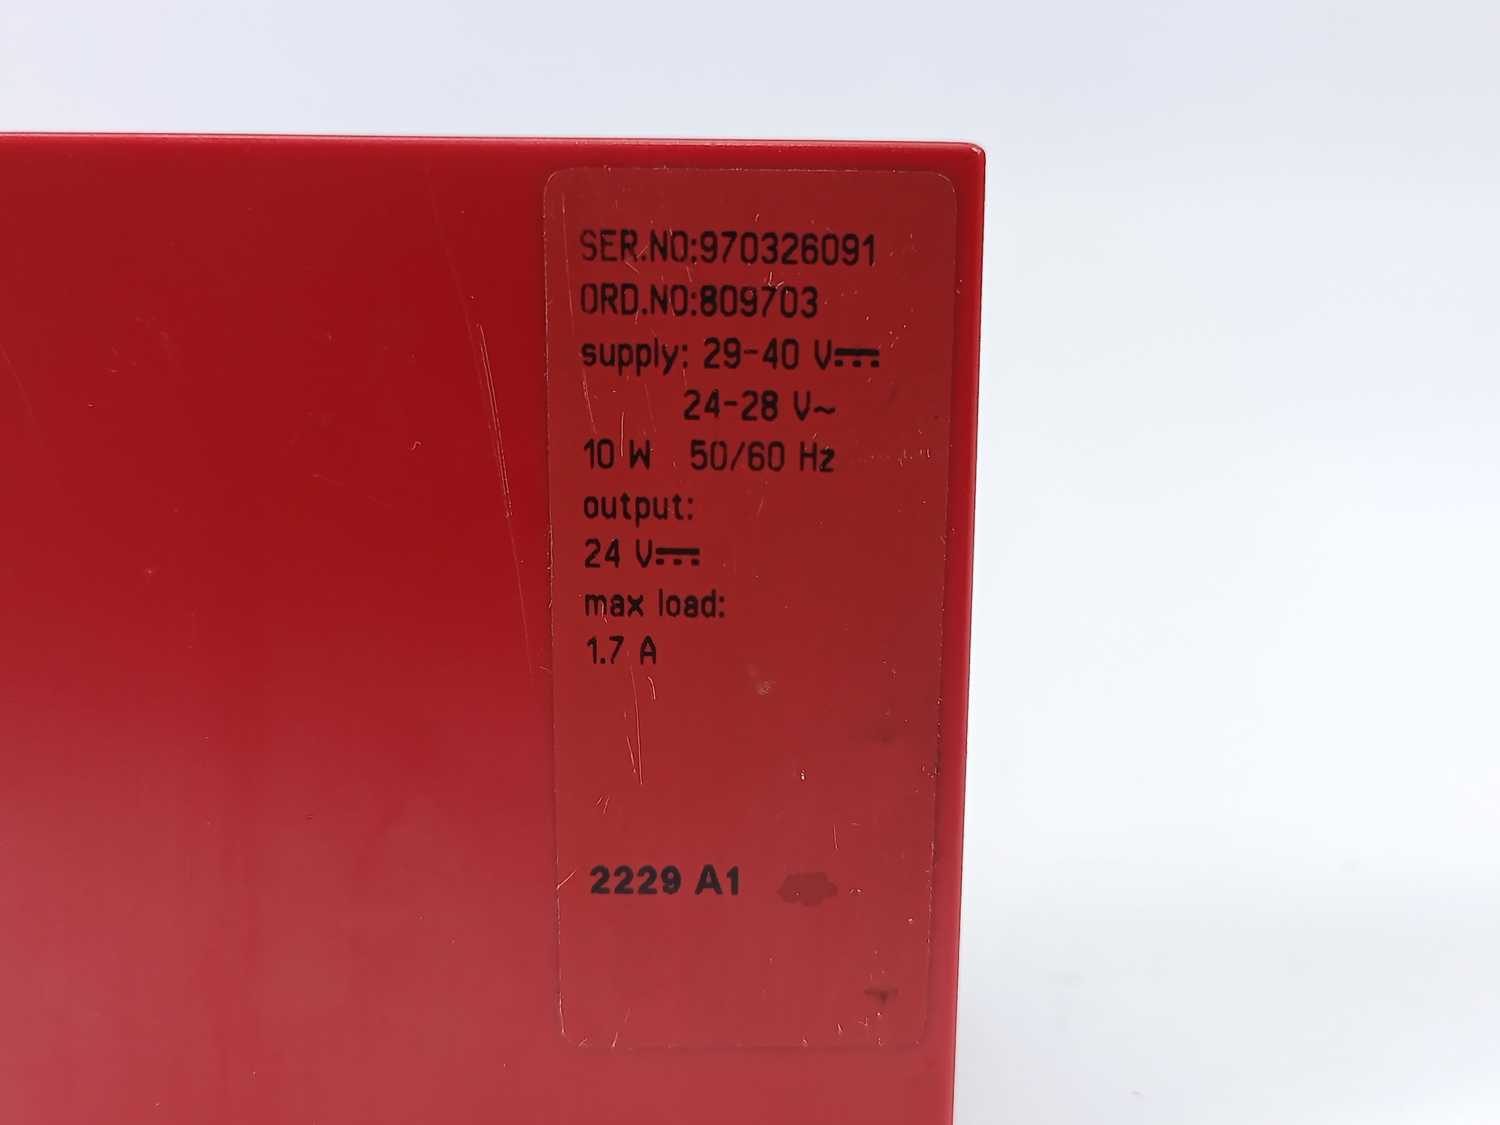 SER.NO:970326091
ORD.NO:809703
supply: 29-40 V⎓
24-28 V~
10 W 50/60 Hz
output:
24 V⎓
max load:
1.7 A
2229 A1